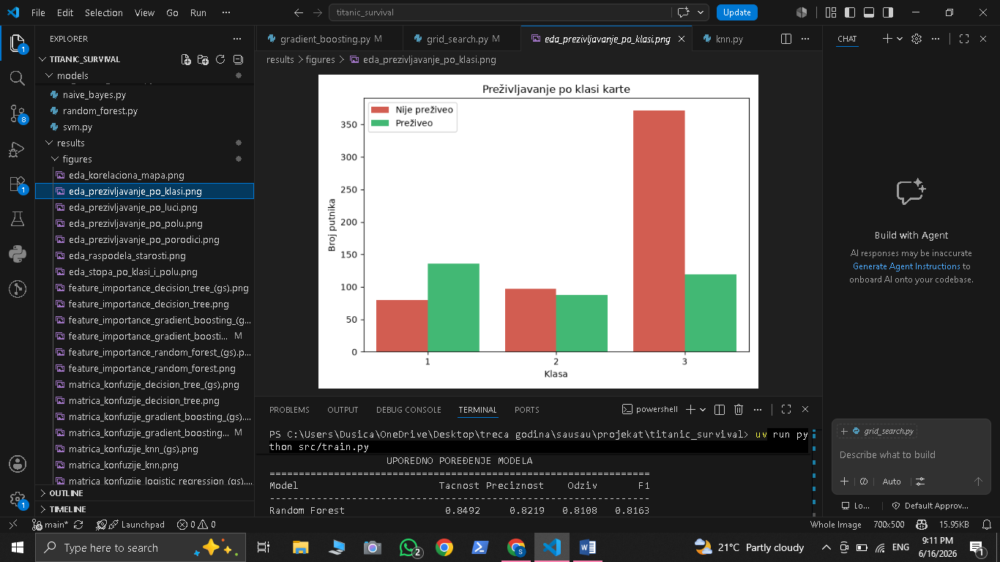 File Edit Selection View Go Run ···
titanic_survival
Update
EXPLORER
TITANIC_SURVIVAL
models
naive_bayes.py
random_forest.py
svm.py
results
figures
eda_korelaciona_mapa.png
eda_prezivljavanje_po_klasi.png
eda_prezivljavanje_po_luci.png
eda_prezivljavanje_po_polu.png
eda_prezivljavanje_po_porodici.png
eda_raspodela_starosti.png
eda_stopa_po_klasi_i_polu.png
feature_importance_decision_tree_(gs).png
feature_importance_decision_tree.png
feature_importance_gradient_boosting_(g...
feature_importance_gradient_boosti... M
feature_importance_random_forest_(gs).p...
feature_importance_random_forest.png
matrica_konfuzije_decision_tree_(gs).png
matrica_konfuzije_decision_tree.png
matrica_konfuzije_gradient_boosting_(gs)....
matrica_konfuzije_gradient_boosting... M
matrica_konfuzije_knn_(gs).png
matrica_konfuzije_knn.png
matrica_konfuzije_logistic_regression_(gs)....
OUTLINE
TIMELINE
1
8
1
1
gradient_boosting.py M
grid_search.py M
eda_prezivljavanje_po_klasi.png
knn.py
results > figures > eda_prezivljavanje_po_klasi.png
Preživljavanje po klasi karte
Nije preživeo
Preživeo
Broj putnika
350
300
250
200
150
100
50
0
1 2 3
Klasa
PROBLEMS OUTPUT DEBUG CONSOLE TERMINAL PORTS
powershell
PS C:\Users\Dusica\OneDrive\Desktop\treca godina\sausau\projekat\titanic_survival> uv run py
thon src/train.py
UPOREDNO POREĐENJE MODELA
================================================================
Model Tacnost Preciznost Odziv F1
----------------------------------------------------------------
Random Forest 0.8492 0.8219 0.8108 0.8163
CHAT
Build with Agent
AI responses may be inaccurate
Generate Agent Instructions to
onboard AI onto your codebase.
grid_search.py
Describe what to build
Auto
Lo...
Default Approv...
main*
Launchpad
0 0
Whole Image
700x500
15.95KB
Type here to search
2
21°C Partly cloudy
ENG
9:11 PM
6/16/2026
1